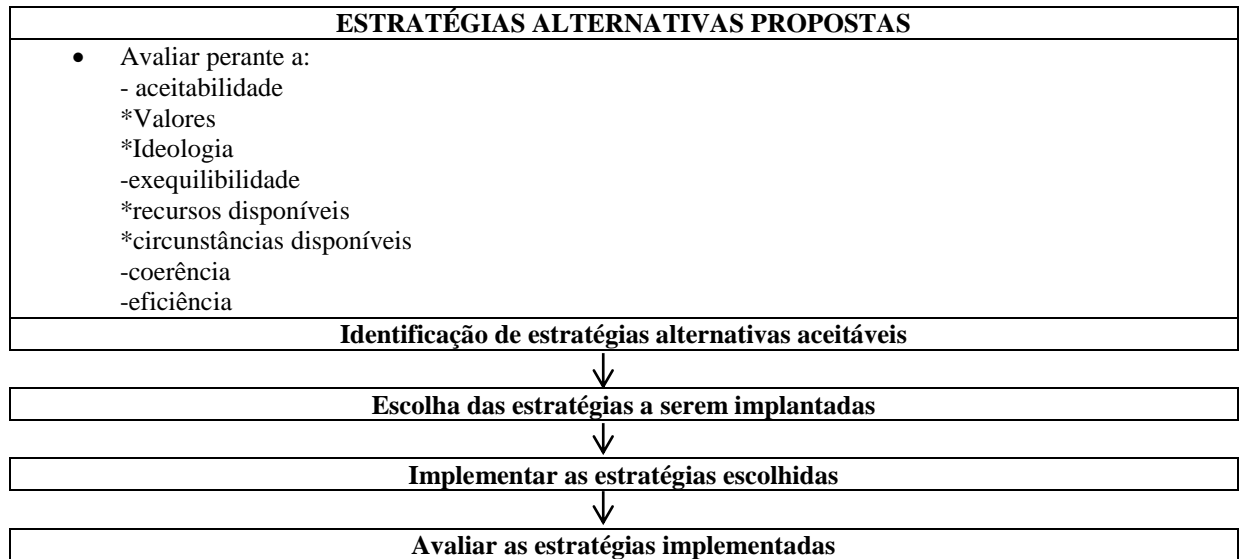 ESTRATÉGIAS ALTERNATIVAS PROPOSTAS
• Avaliar perante a:
- aceitabilidade
*Valores
*Ideologia
-exequilibilidade
*recursos disponíveis
*circunstâncias disponíveis
-coerência
-eficiência
Identificação de estratégias alternativas aceitáveis
Escolha das estratégias a serem implantadas
Implementar as estratégias escolhidas
Avaliar as estratégias implementadas